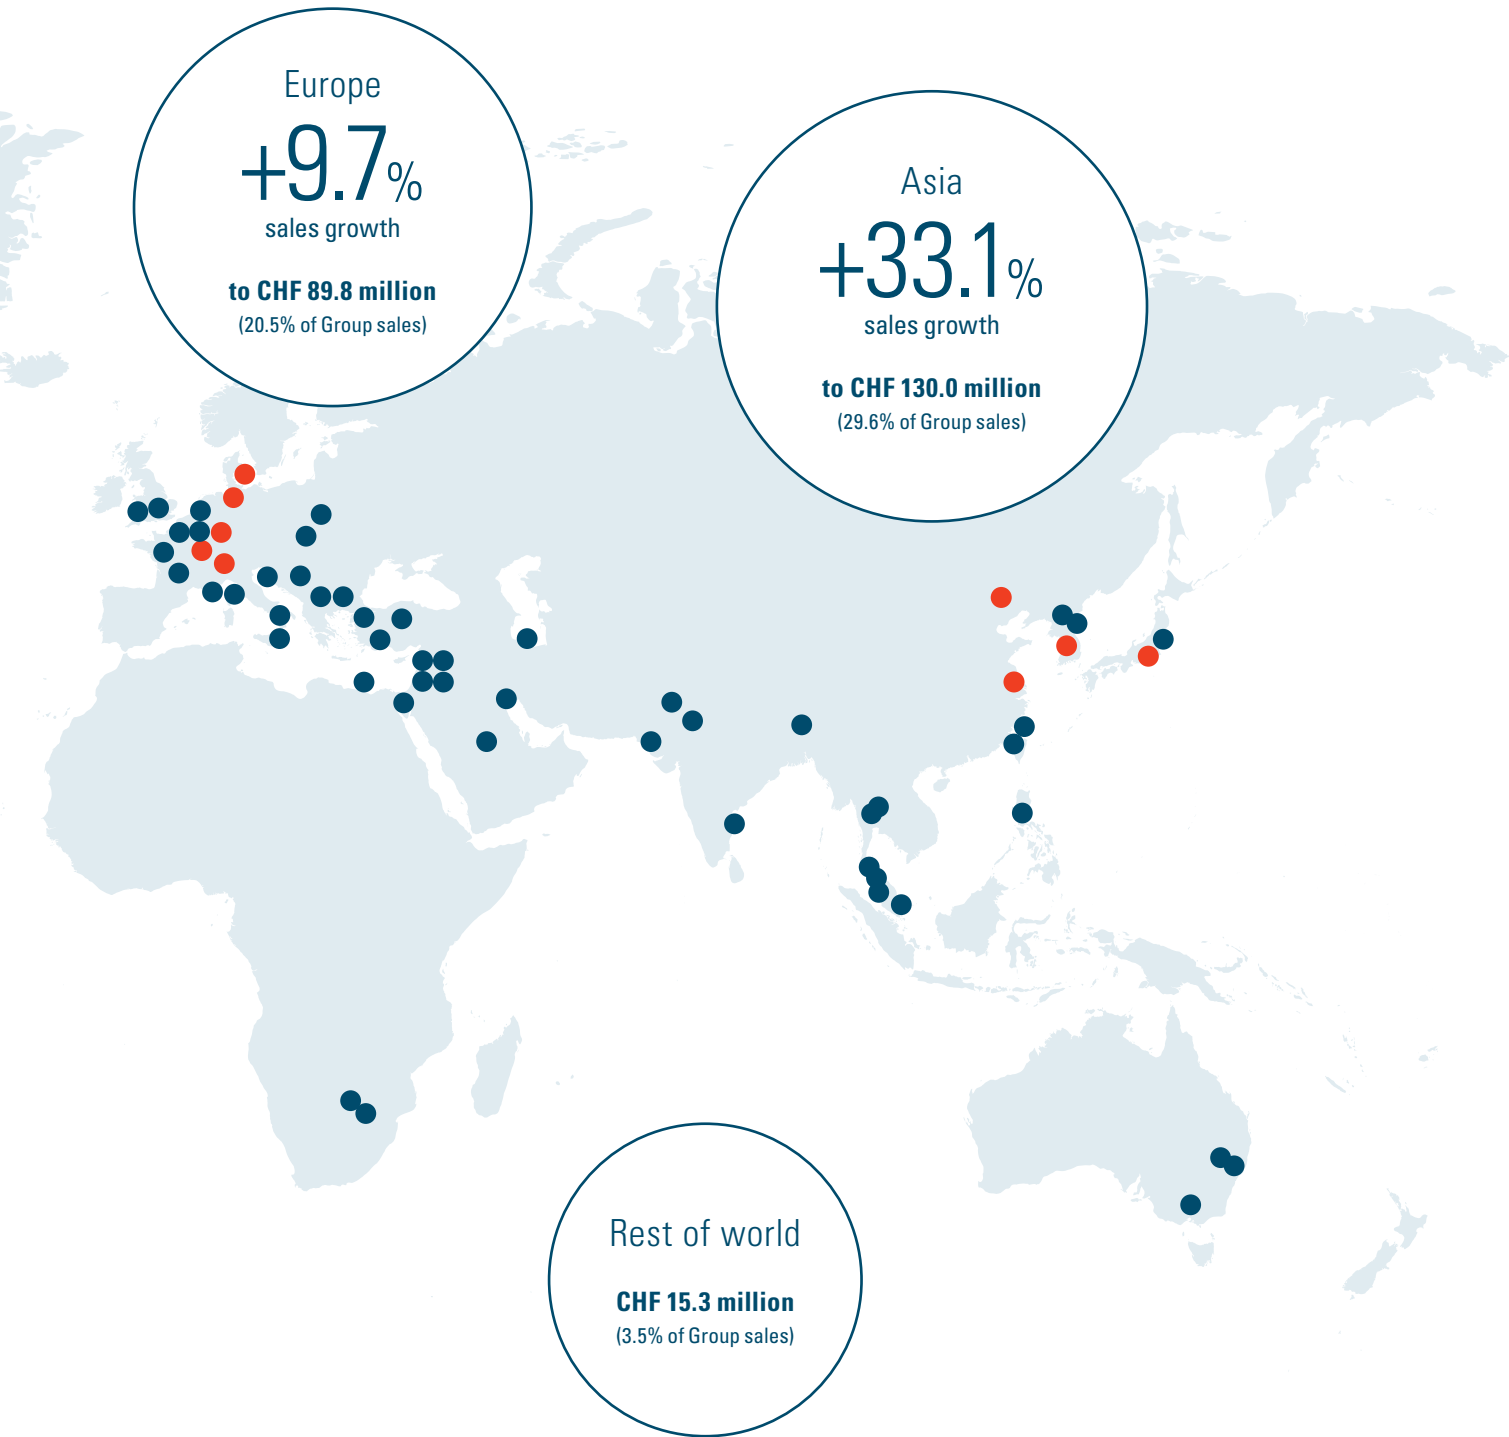 Europe
+9.7%
sales growth
to CHF 89.8 million
(20.5% of Group sales)
Asia
+33.1%
sales growth
to CHF 130.0 million
(29.6% of Group sales)
Rest of world
CHF 15.3 million
(3.5% of Group sales)